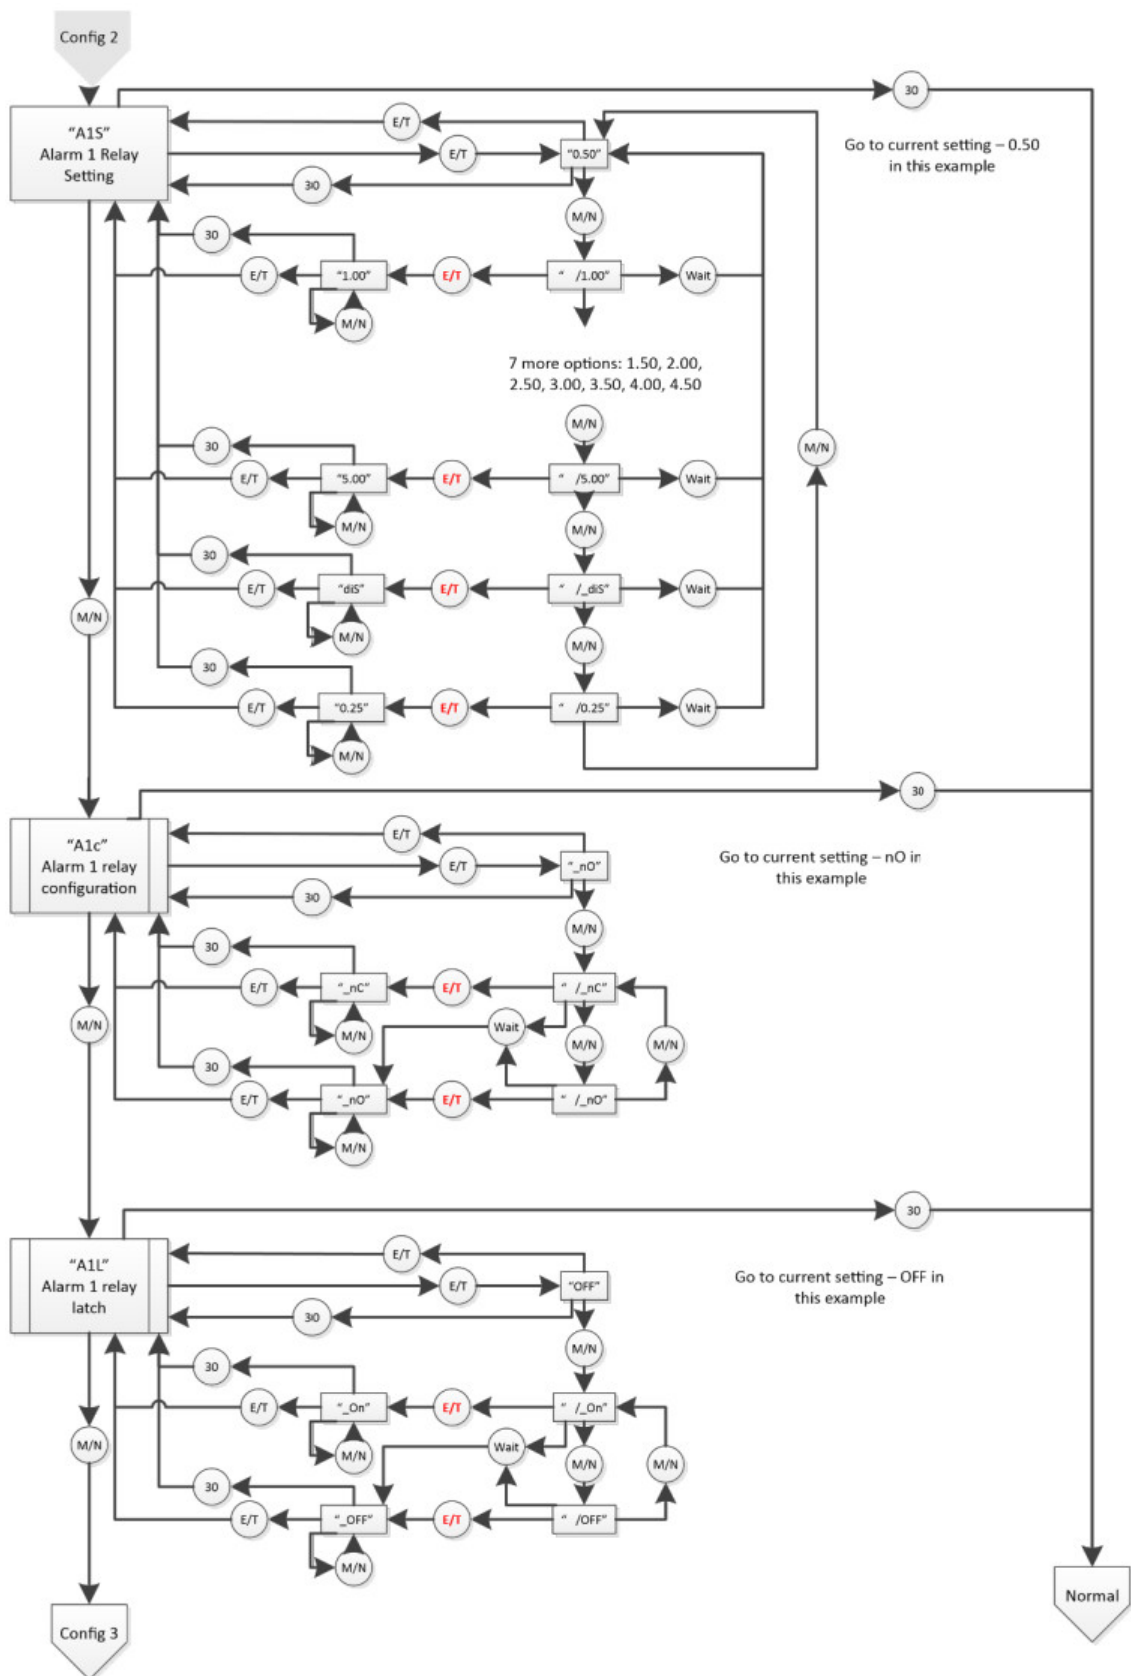 Config 2
30
"A1S"
Alarm 1 Relay
Setting
E/T
E/T
"0.50"
30
Go to current setting – 0.50
in this example
M/N
30
E/T
"1.00"
E/T
" /1.00"
Wait
M/N
7 more options: 1.50, 2.00,
2.50, 3.00, 3.50, 4.00, 4.50
M/N
30
M/N
E/T
"5.00"
E/T
" /5.00"
Wait
M/N
M/N
30
E/T
"diS"
E/T
" /_diS"
Wait
M/N
M/N
M/N
30
E/T
"0.25"
E/T
" /0.25"
Wait
M/N
30
"A1c"
Alarm 1 relay
configuration
E/T
E/T
"_nO"
30
Go to current setting – nO in
this example
M/N
30
E/T
"_nC"
E/T
" /_nC"
M/N
M/N
Wait
M/N
M/N
30
E/T
"_nO"
E/T
" /_nO"
M/N
30
"A1L"
Alarm 1 relay
latch
E/T
E/T
"OFF"
30
Go to current setting – OFF in
this example
M/N
30
E/T
"_On"
E/T
" /_On"
M/N
M/N
Wait
M/N
M/N
30
E/T
"_OFF"
E/T
" /OFF"
M/N
Normal
Config 3